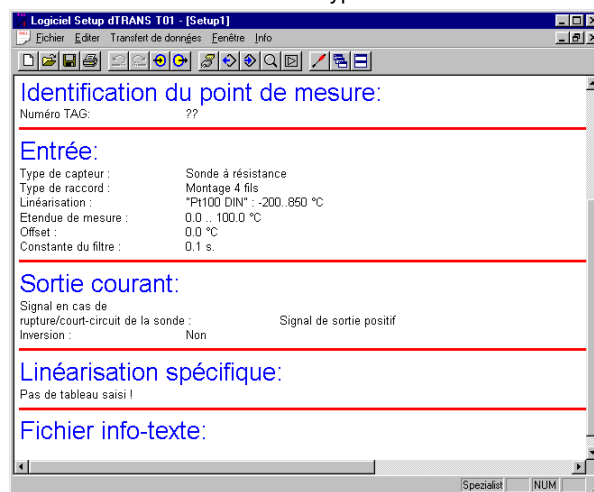 Logiciel Setup dTRANS T01 - [Setup1]
Fichier Editer Transfert de données Fenêtre Info
Identification du point de mesure:
Numéro TAG: ??
Entrée:
Type de capteur : Sonde à résistance
Type de raccord : Montage 4 fils
Linéarisation : "Pt100 DIN" : -200..850 °C
Etendue de mesure : 0.0 .. 100.0 °C
Offset : 0.0 °C
Constante du filtre : 0.1 s.
Sortie courant:
Signal en cas de
rupture/court-circuit de la sonde : Signal de sortie positif
Inversion : Non
Linéarisation spécifique:
Pas de tableau saisi !
Fichier info-texte:
Spezialist NUM